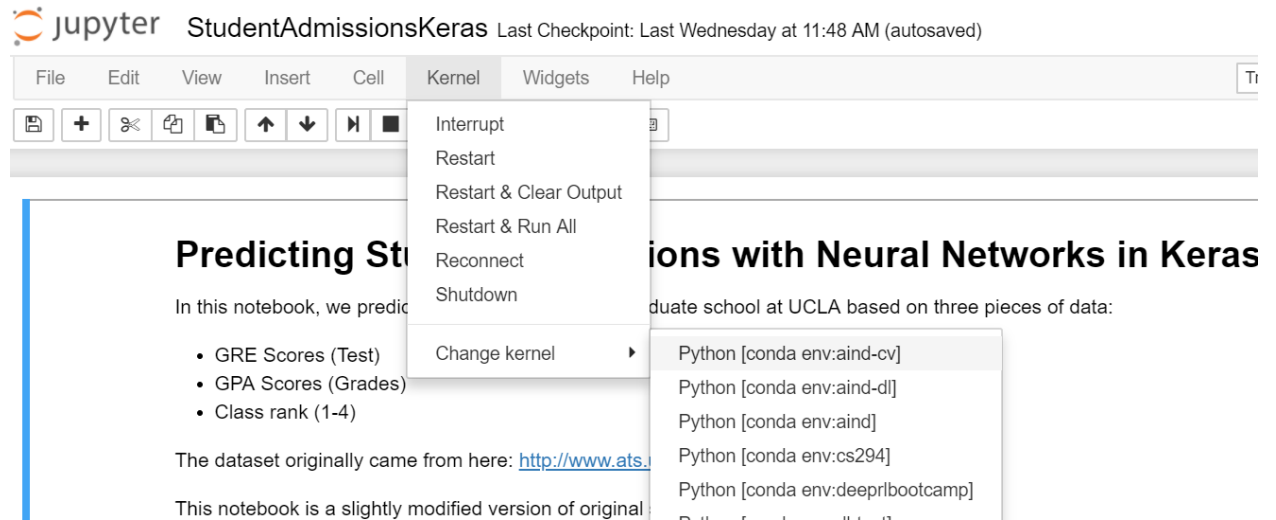 jupyter StudentAdmissionsKeras Last Checkpoint: Last Wednesday at 11:48 AM (autosaved)
File Edit View Insert Cell Kernel Widgets Help
Interrupt
Restart
Restart & Clear Output
Restart & Run All
Reconnect
Shutdown
Change kernel
Python [conda env:aind-cv]
Python [conda env:aind-dl]
Python [conda env:aind]
Python [conda env:cs294]
Python [conda env:deeprlbootcamp]
Predicting ions with Neural Networks in Keras
In this notebook, we predic duate school at UCLA based on three pieces of data:
• GRE Scores (Test)
• GPA Scores (Grades)
• Class rank (1-4)
The dataset originally came from here: http://www.ats.
This notebook is a slightly modified version of original